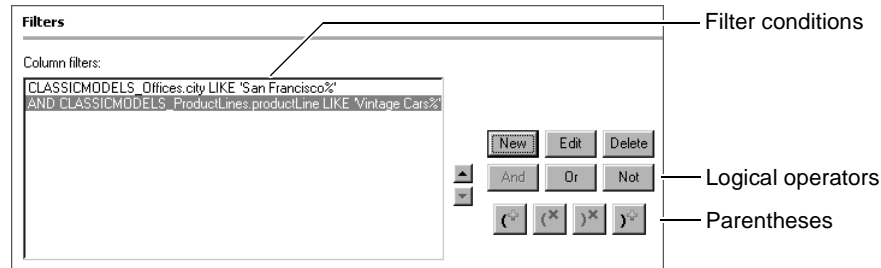 Filters
Filter conditions
Column filters:
CLASSICMODELS_Offices.city LIKE 'San Francisco%'
AND CLASSICMODELS_ProductLines.productLine LIKE 'Vintage Cars%'
New Edit Delete
And Or Not
Logical operators
( ( ) )
Parentheses